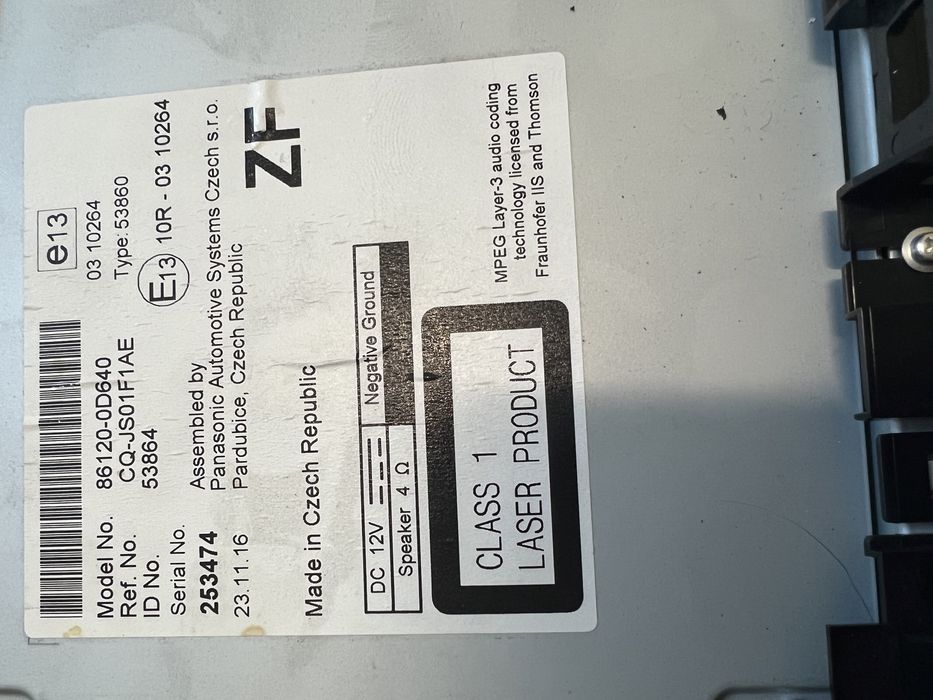 e13
03 10264
Type: 53860
E13 10R - 03 10264
Model No. 86120-0D640
Ref. No. CQ-JS01F1AE
ID No. 53864
Serial No.
253474
23.11.16
Assembled by
Panasonic Automotive Systems Czech s.r.o.
Pardubice, Czech Republic
ZF
Made in Czech Republic
DC 12V Negative Ground
Speaker 4 Ω
CLASS 1
LASER PRODUCT
MPEG Layer-3 audio coding
technology licensed from
Fraunhofer IIS and Thomson